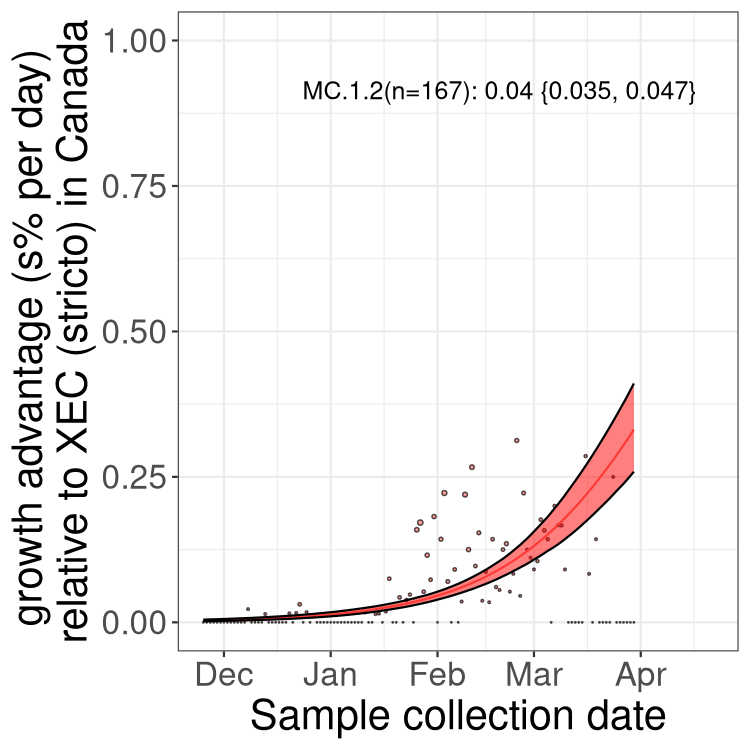 growth advantage (s% per day)
relative to XEC (stricto) in Canada
1.00
0.75
0.50
0.25
0.00
MC.1.2(n=167): 0.04 {0.035, 0.047}
Dec Jan Feb Mar Apr
Sample collection date